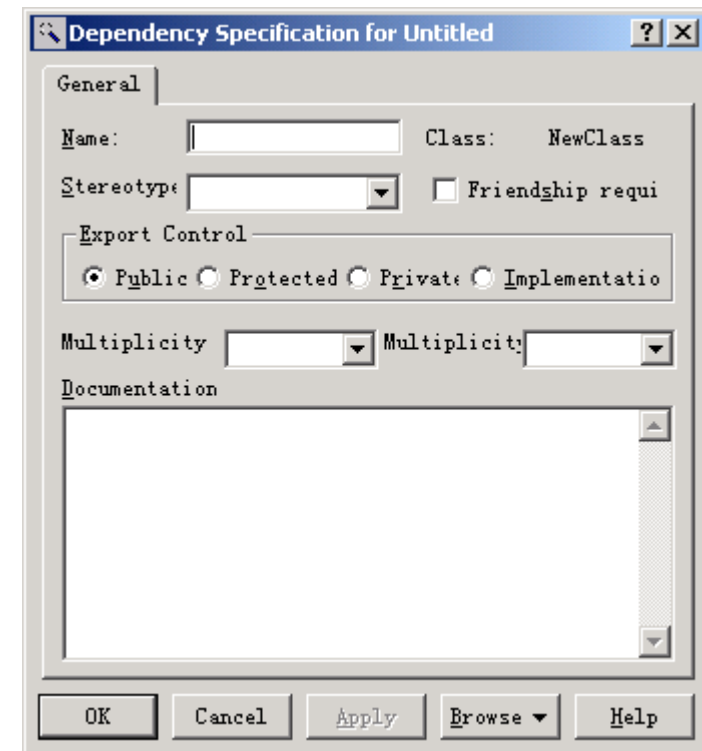 Dependency Specification for Untitled
General
Name: Class: NewClass
Stereotype Friendship requi
Export Control
Public Protected Private Implementatio
Multiplicity Multiplicity
Documentation
OK Cancel Apply Browse Help